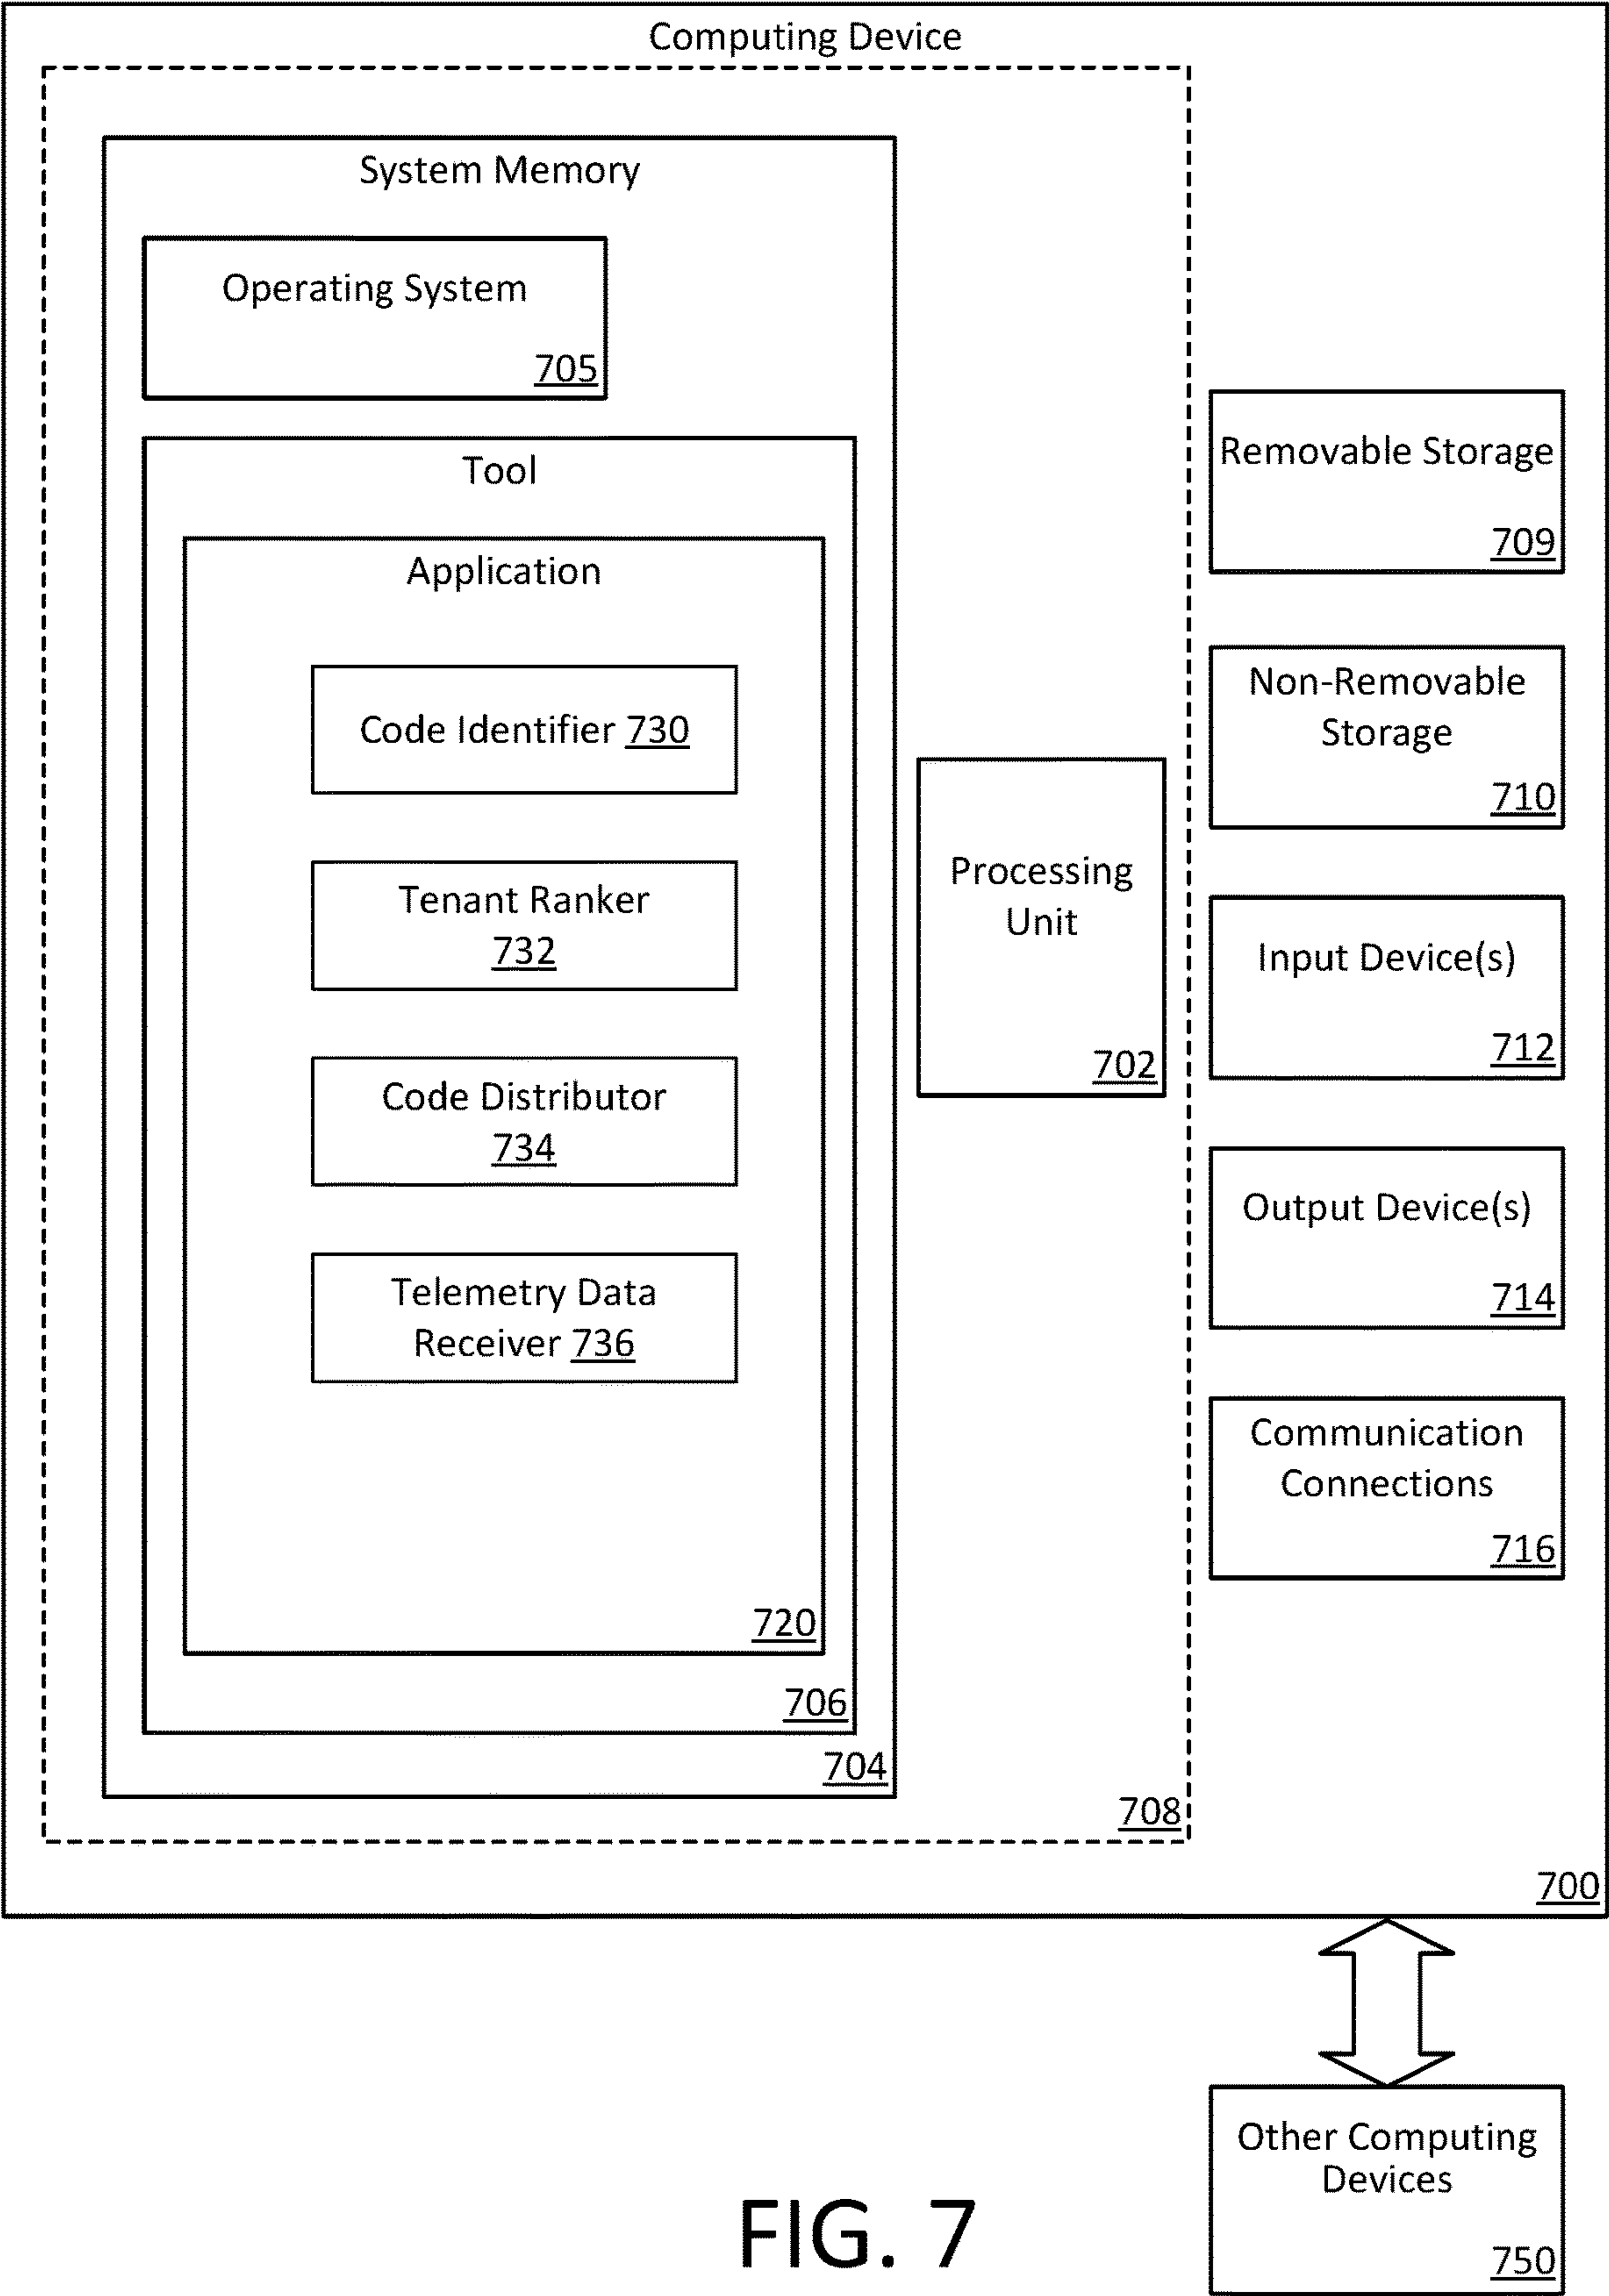 Computing Device
System Memory
Operating System
705
Tool
Application
Code Identifier 730
Tenant Ranker
732
Code Distributor
734
Telemetry Data
Receiver 736
720
706
704
Processing
Unit
702
708
Removable Storage
709
Non-Removable
Storage
710
Input Device(s)
712
Output Device(s)
714
Communication
Connections
716
700
Other Computing
Devices
750
FIG. 7